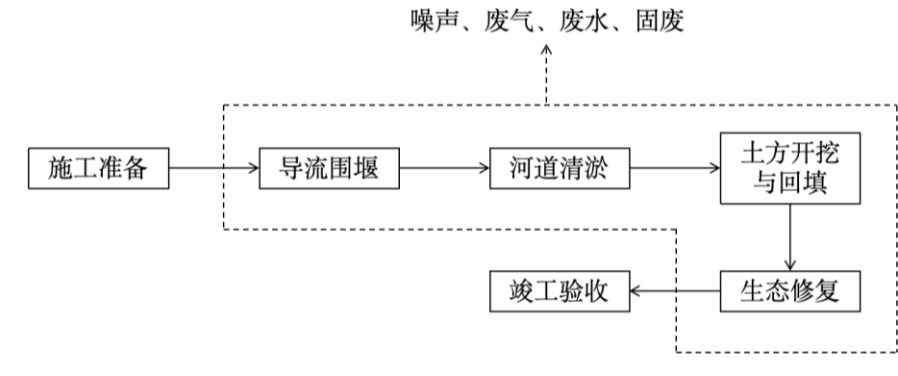 噪声、废气、废水、固废
施工准备
导流围堰
河道清淤
土方开挖
与回填
生态修复
竣工验收